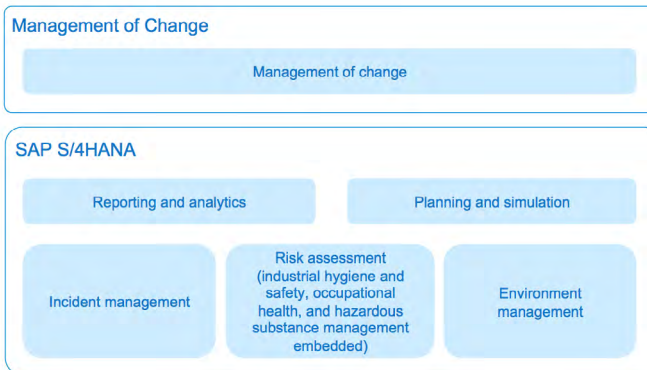 Management of Change
Management of change
SAP S/4HANA
Reporting and analytics
Planning and simulation
Incident management
Risk assessment
(industrial hygiene and
safety, occupational
health, and hazardous
substance management
embedded)
Environment
management